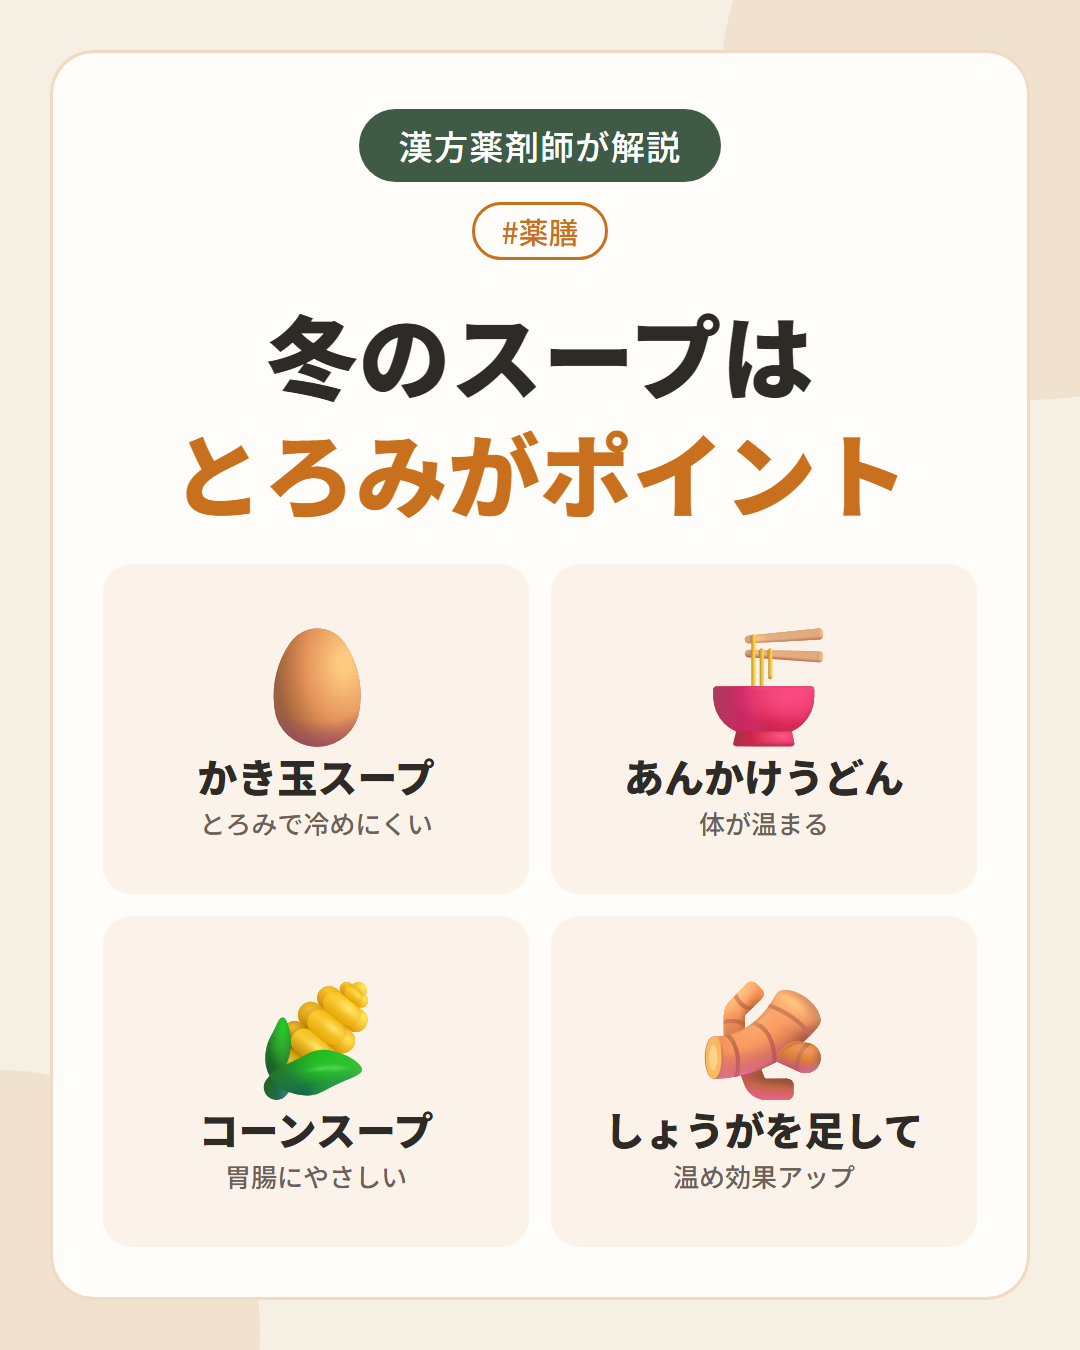 漢方薬剤師が解説
#薬膳
冬のスープは
とろみがポイント
かき玉スープ
とろみで冷めにくい
あんかけうどん
体が温まる
コーンスープ
胃腸にやさしい
しょうがを足して
温め効果アップ